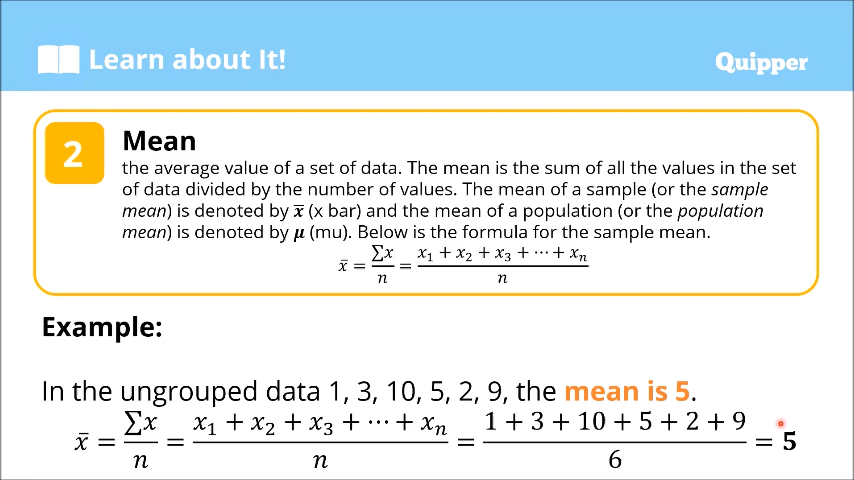 Learn about It!
Quipper
2
Mean
the average value of a set of data. The mean is the sum of all the values in the set
of data divided by the number of values. The mean of a sample (or the sample
mean) is denoted by x̄ (x bar) and the mean of a population (or the population
mean) is denoted by μ (mu). Below is the formula for the sample mean.
x̄ = ∑x/n = (x₁ + x₂ + x₃ + ⋯ + xₙ)/n
Example:
In the ungrouped data 1, 3, 10, 5, 2, 9, the mean is 5.
x̄ = ∑x/n = (x₁ + x₂ + x₃ + ⋯ + xₙ)/n = (1 + 3 + 10 + 5 + 2 + 9)/6 = 5